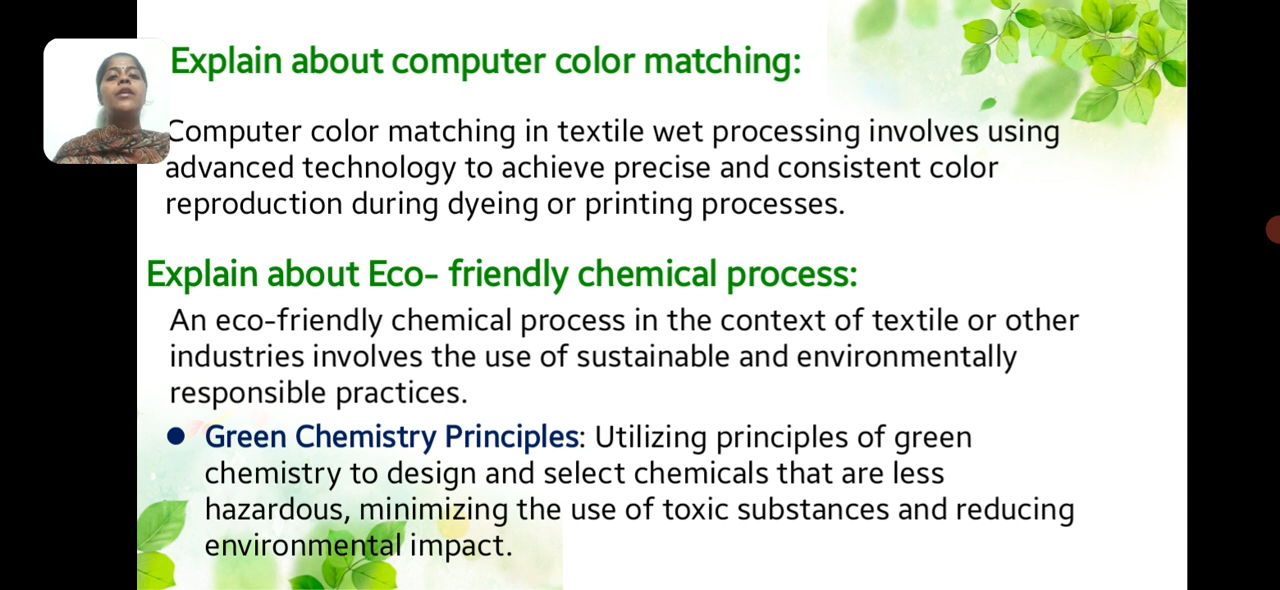 Explain about computer color matching:
Computer color matching in textile wet processing involves using
advanced technology to achieve precise and consistent color
reproduction during dyeing or printing processes.
Explain about Eco- friendly chemical process:
An eco-friendly chemical process in the context of textile or other
industries involves the use of sustainable and environmentally
responsible practices.
● Green Chemistry Principles: Utilizing principles of green
chemistry to design and select chemicals that are less
hazardous, minimizing the use of toxic substances and reducing
environmental impact.